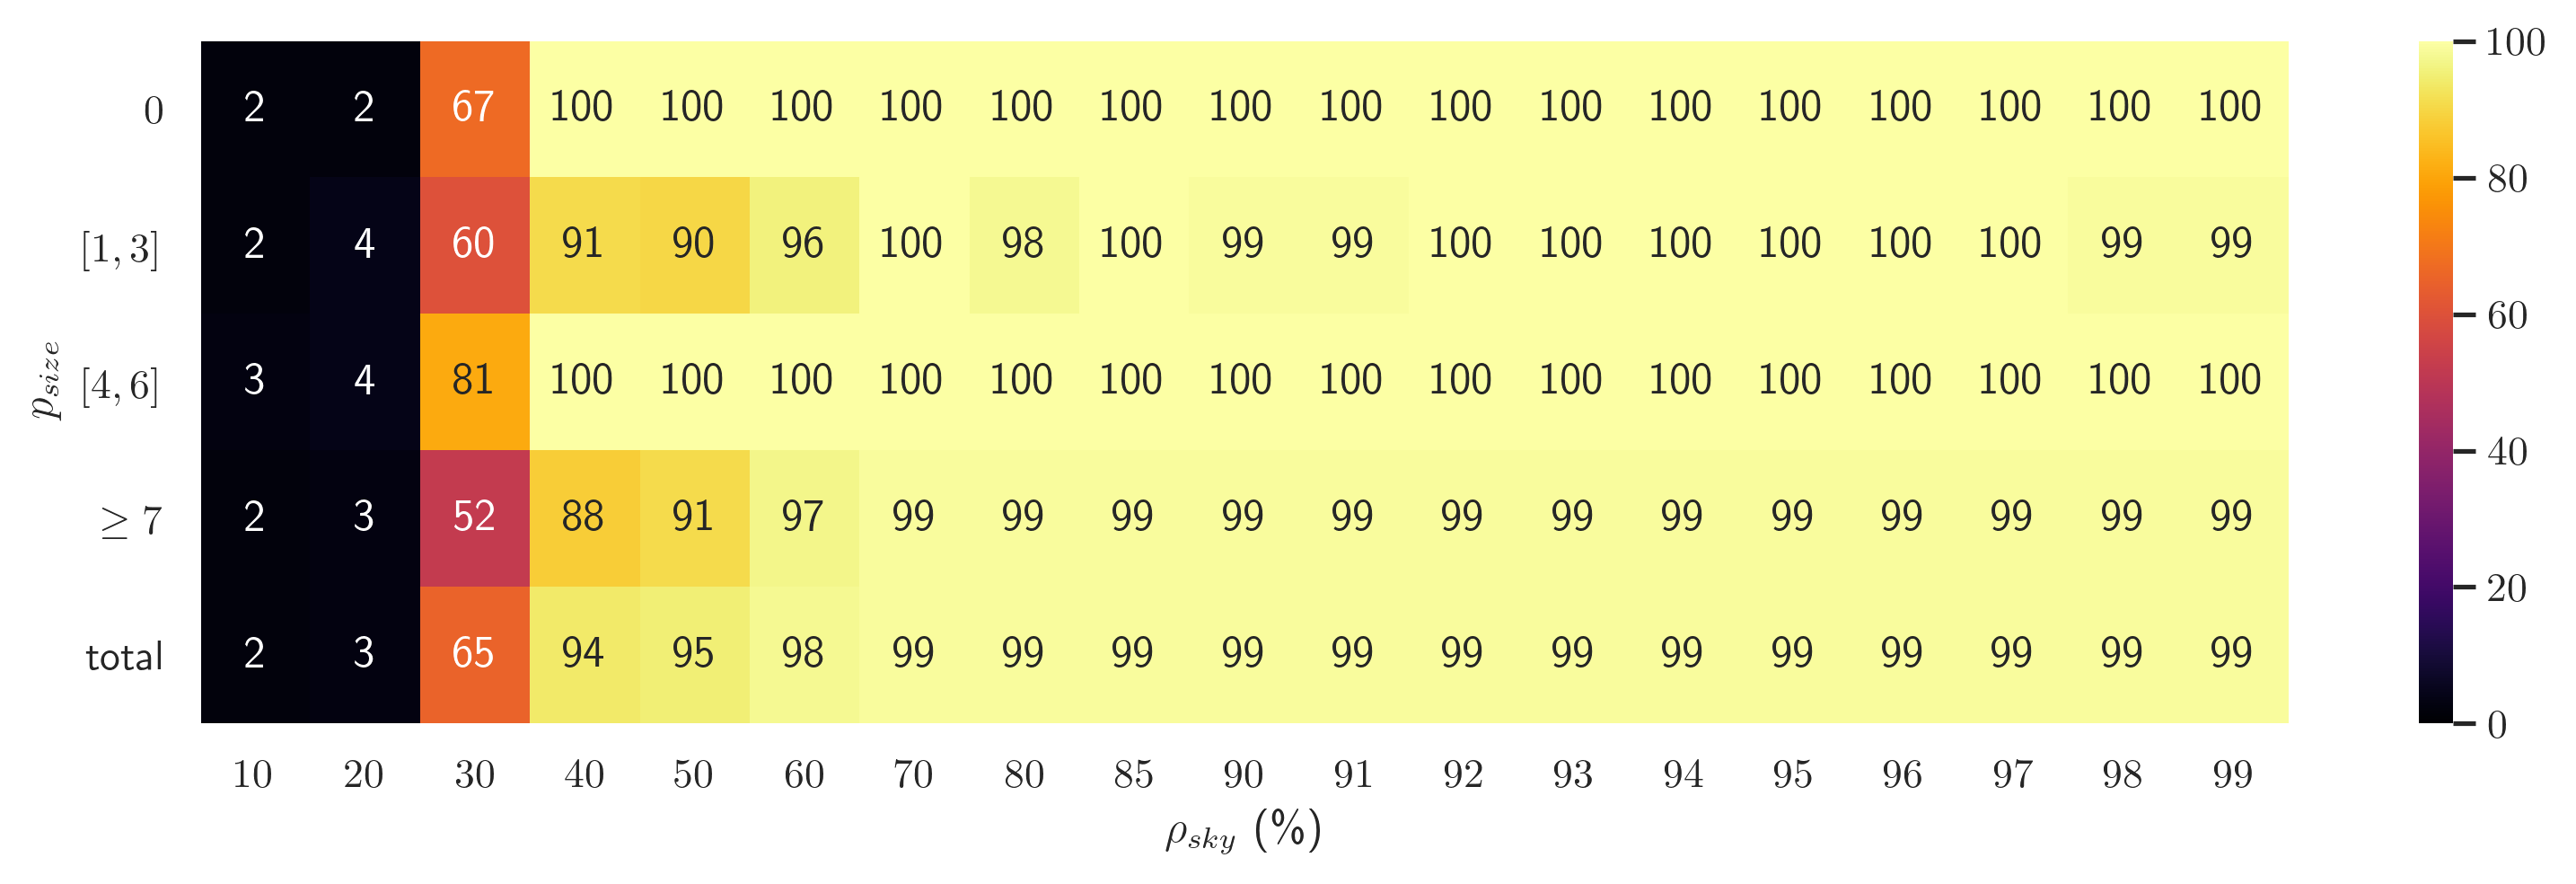 0 2 2 67 100 100 100 100 100 100 100 100 100 100 100 100 100 100 100 100
[1, 3] 2 4 60 91 90 96 100 98 100 99 99 100 100 100 100 100 100 99 99
[4, 6] 3 4 81 100 100 100 100 100 100 100 100 100 100 100 100 100 100 100 100
≥ 7 2 3 52 88 91 97 99 99 99 99 99 99 99 99 99 99 99 99 99
total 2 3 65 94 95 98 99 99 99 99 99 99 99 99 99 99 99 99 99
10 20 30 40 50 60 70 80 85 90 91 92 93 94 95 96 97 98 99
ρ_sky (%)
p_size
100
80
60
40
20
0